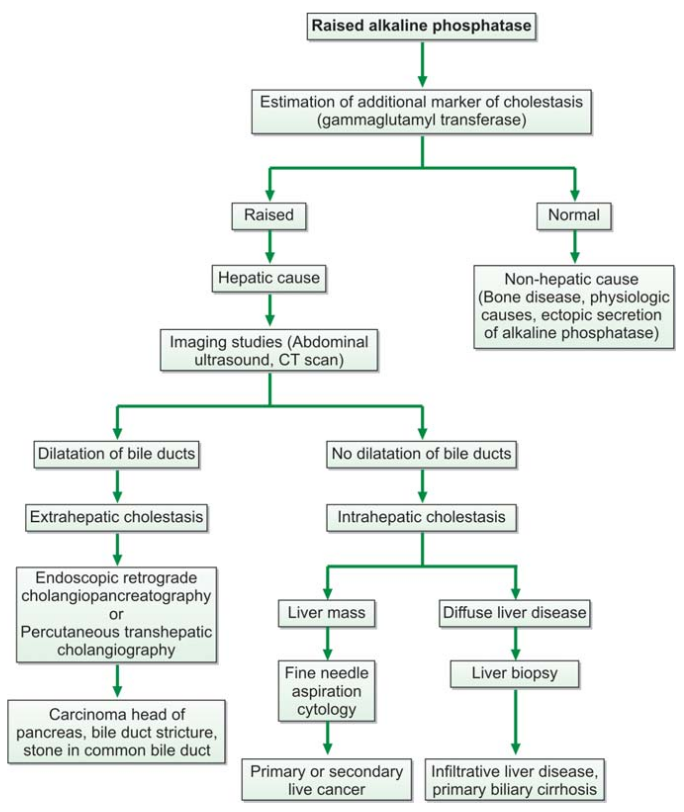 Raised alkaline phosphatase
Estimation of additional marker of cholestasis
(gammaglutamyl transferase)
Raised
Normal
Hepatic cause
Non-hepatic cause
(Bone disease, physiologic
causes, ectopic secretion
of alkaline phosphatase)
Imaging studies (Abdominal
ultrasound, CT scan)
Dilatation of bile ducts
No dilatation of bile ducts
Extrahepatic cholestasis
Intrahepatic cholestasis
Endoscopic retrograde
cholangiopancreatography
or
Percutaneous transhepatic
cholangiography
Liver mass
Diffuse liver disease
Fine needle
aspiration
cytology
Liver biopsy
Carcinoma head of
pancreas, bile duct stricture,
stone in common bile duct
Primary or secondary
live cancer
Infiltrative liver disease,
primary biliary cirrhosis